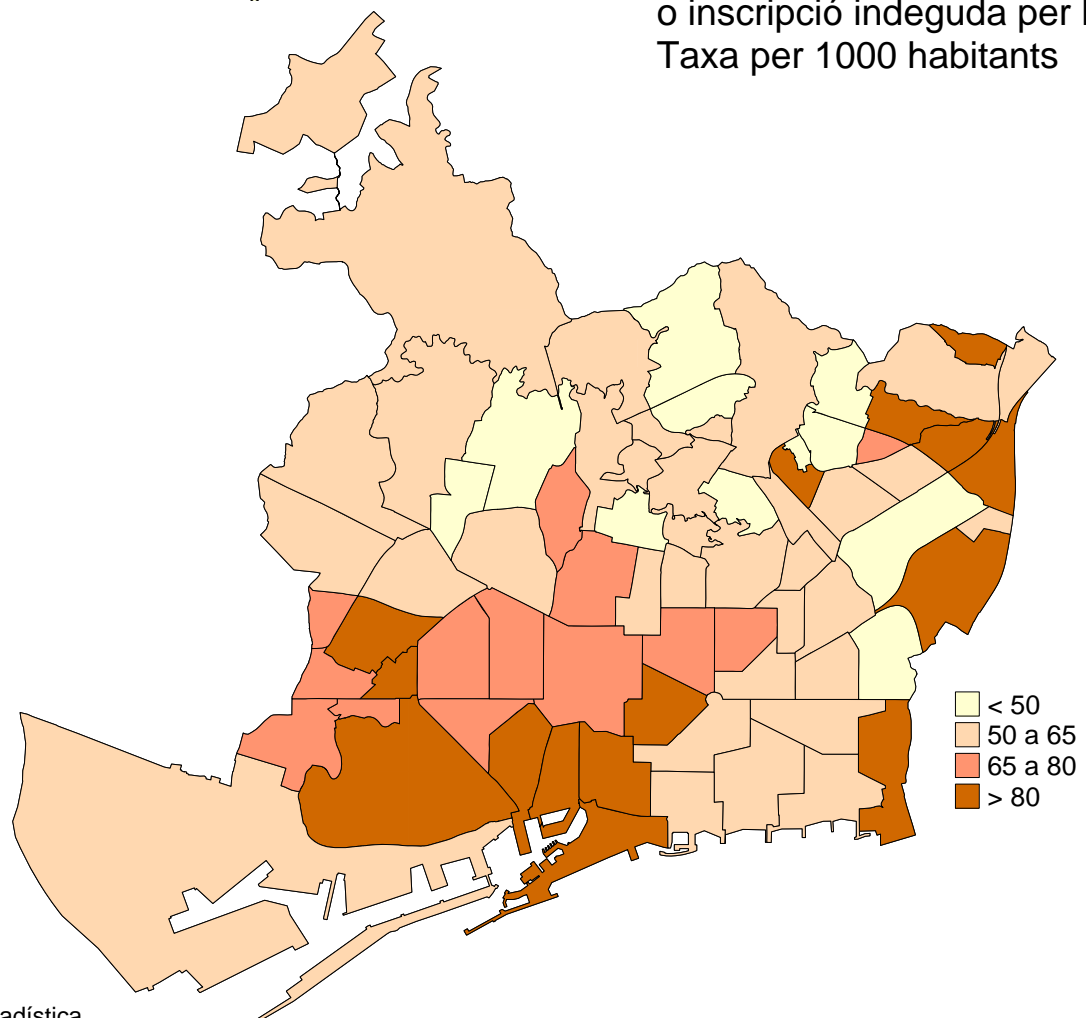 o inscripció indeguda per
Taxa per 1000 habitants
< 50
50 a 65
65 a 80
> 80
adística